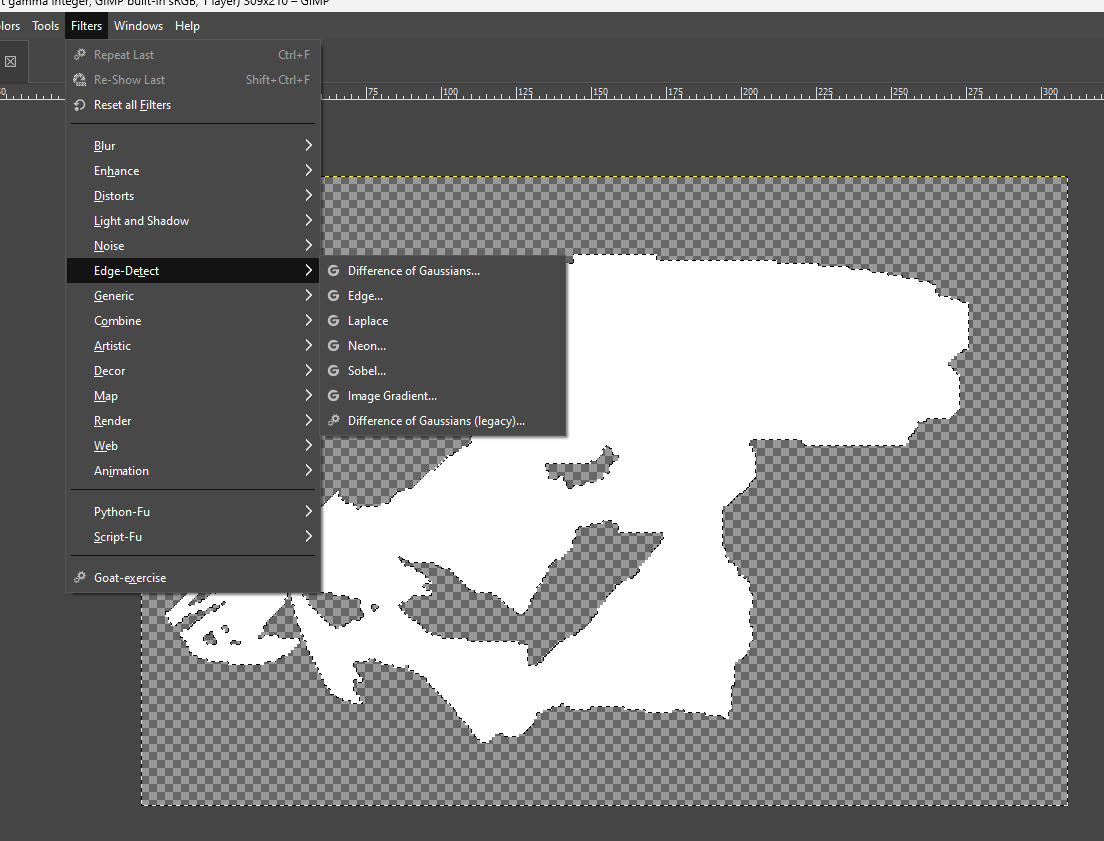 t gamma integer, GIMP built-in sRGB, 1 layer) 309x210 – GIMP
lors Tools Filters Windows Help
Repeat Last Ctrl+F
Re-Show Last Shift+Ctrl+F
Reset all Filters
75 100 125 150 175 200 225 250 275 300
Blur
Enhance
Distorts
Light and Shadow
Noise
Edge-Detect
Difference of Gaussians...
Generic
Edge...
Combine
Laplace
Artistic
Neon...
Decor
Sobel...
Map
Image Gradient...
Render
Difference of Gaussians (legacy)...
Web
Animation
Python-Fu
Script-Fu
Goat-exercise